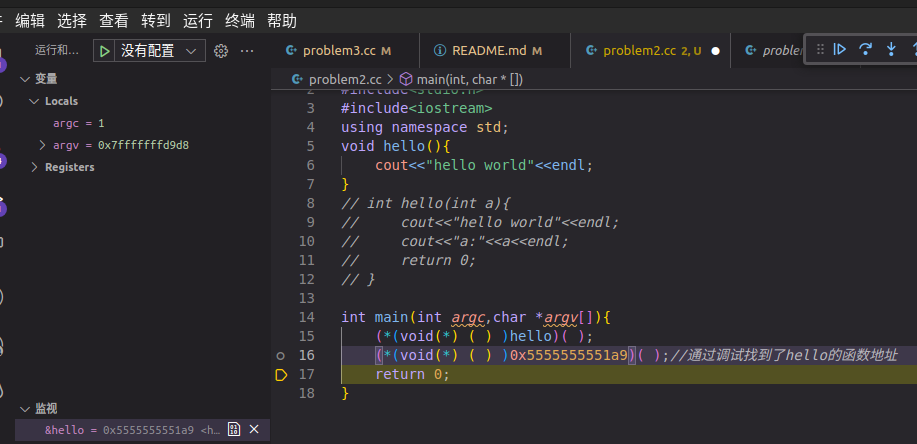 编辑 选择 查看 转到 运行 终端 帮助
运行和... 没有配置 ...
problem3.cc M
README.md M
problem2.cc 2, U
problem2.cc > main(int, char * [])
变量
Locals
argc = 1
argv = 0x7fffffffd9d8
Registers
2 #include<stdio.h>
3 #include<iostream>
4 using namespace std;
5 void hello(){
6 cout<<"hello world"<<endl;
7 }
8 // int hello(int a){
9 // cout<<"hello world"<<endl;
10 // cout<<"a:"<<a<<endl;
11 // return 0;
12 // }
13
14 int main(int argc,char *argv[]){
15 (*(void(*) ( ) )hello)( );
16 (*(void(*) ( ) )0x5555555551a9)( );//通过调试找到了hello的函数地址
17 return 0;
18 }
监视
&hello = 0x5555555551a9 <h...